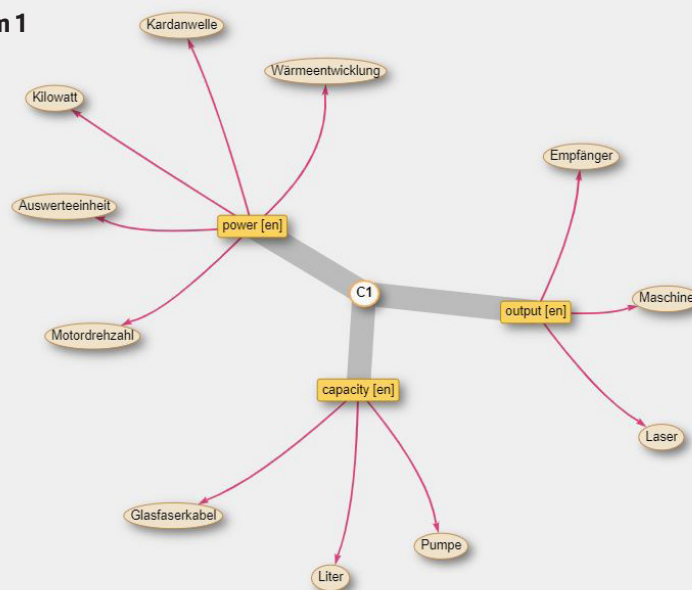 n 1
Kardanwelle
Wärmeentwicklung
Kilowatt
Empfänger
Auswerteeinheit
power [en]
C1
Maschine
output [en]
Motordrehzahl
capacity [en]
Laser
Glasfaserkabel
Pumpe
Liter